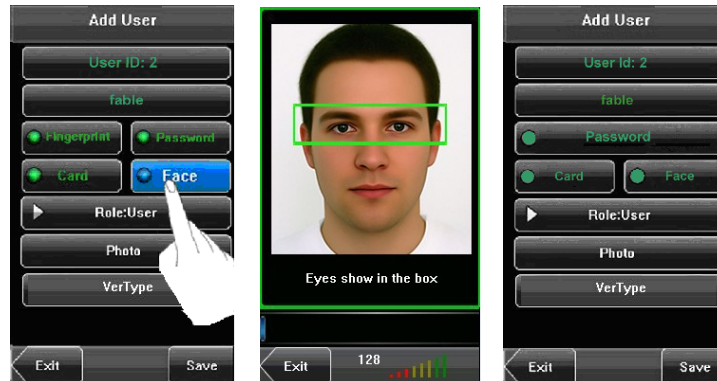 Add User
User ID: 2
fable
Fingerprint
Password
Card
Face
Role:User
Photo
VerType
Exit
Save
Eyes show in the box
Exit
128
Add User
User Id: 2
fable
Password
Card
Face
Role:User
Photo
VerType
Exit
Save